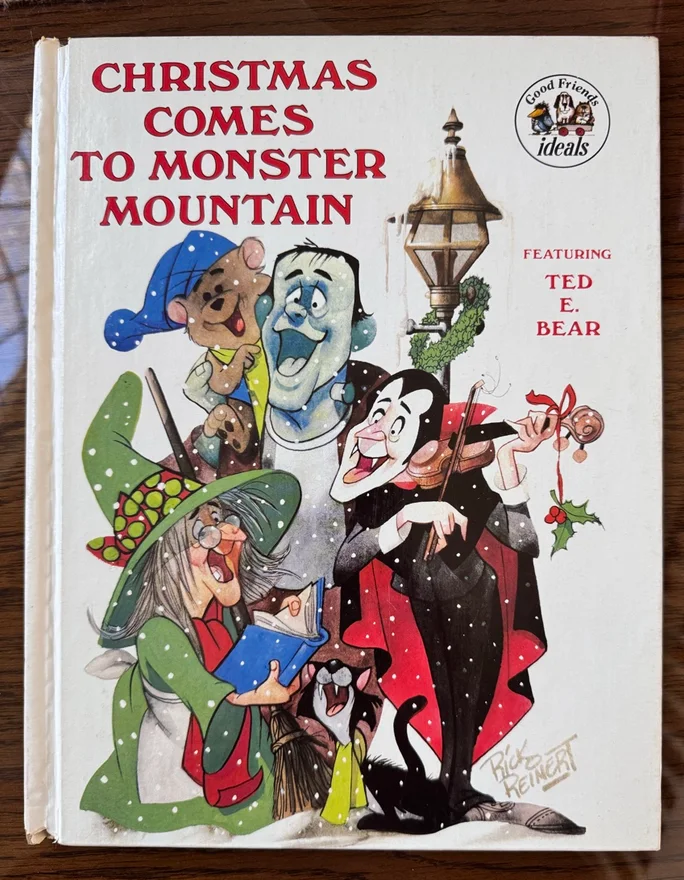 CHRISTMAS
COMES
TO MONSTER
MOUNTAIN
Good Friends
ideals
FEATURING
TED
E.
BEAR
RICK
REINERT